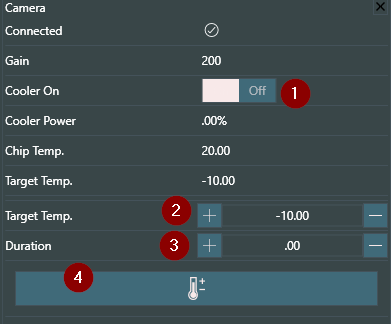 Camera
Connected
Gain 200
Cooler On Off 1
Cooler Power .00%
Chip Temp. 20.00
Target Temp. -10.00
Target Temp. 2 + -10.00 −
Duration 3 + .00 −
4